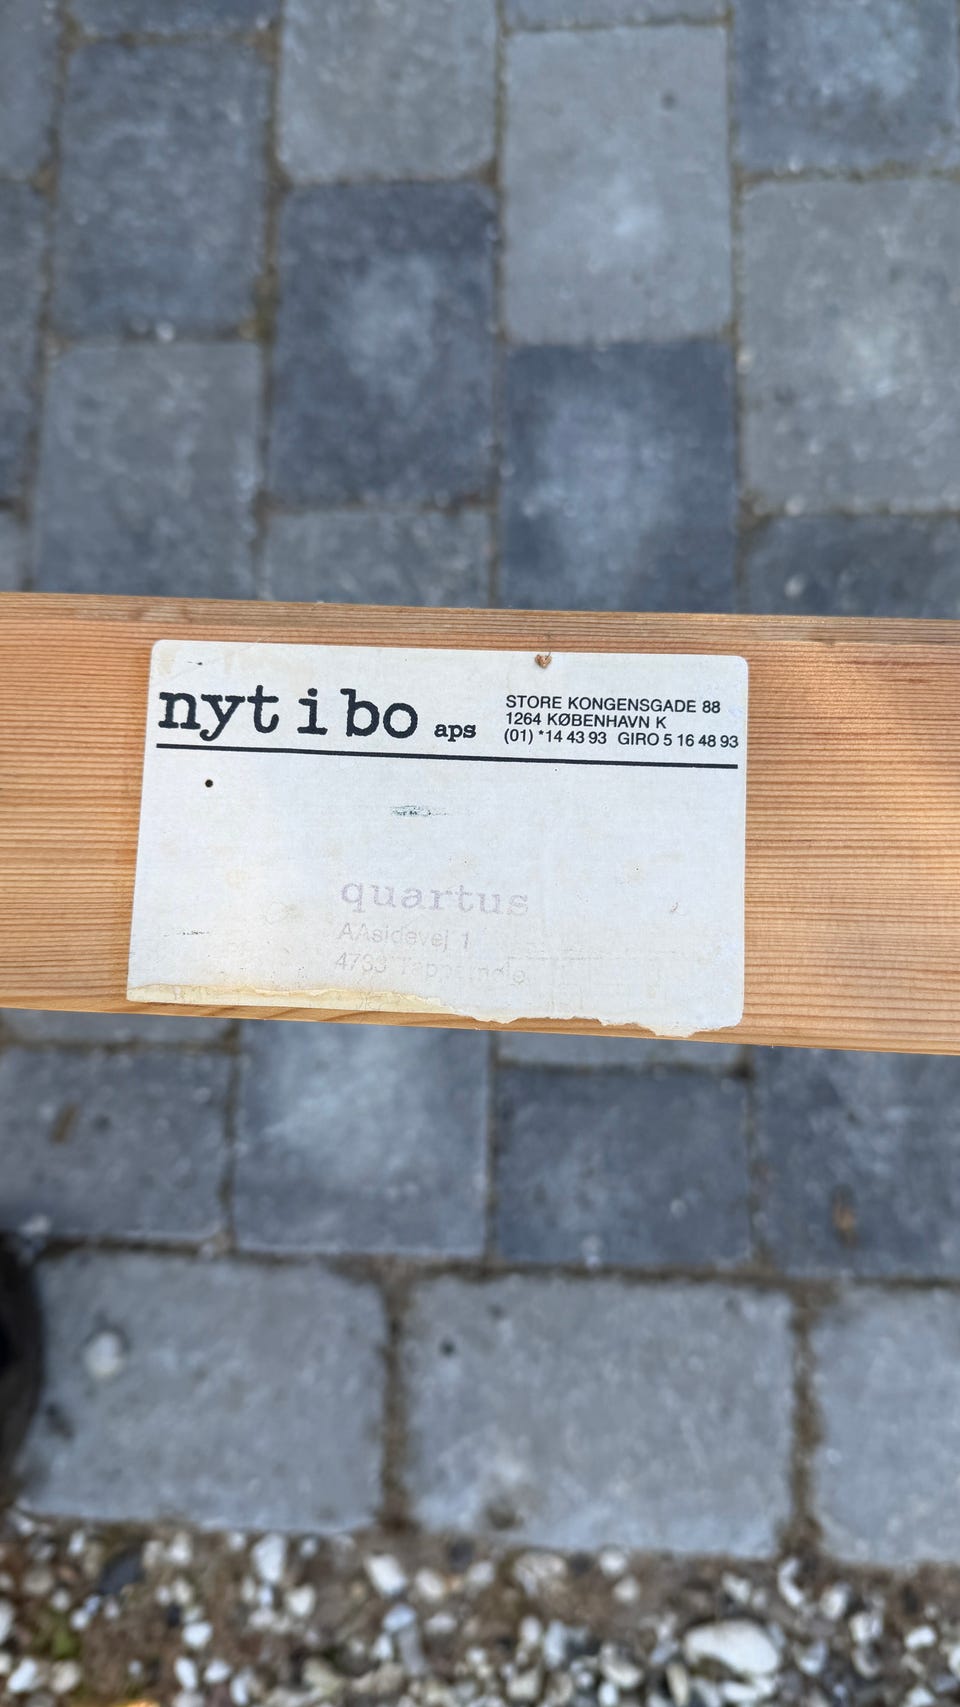 nyt i bo aps
STORE KONGENSGADE 88
1264 KØBENHAVN K
(01) *14 43 93 GIRO 5 16 48 93
quartus
AAsidevej 1
4733